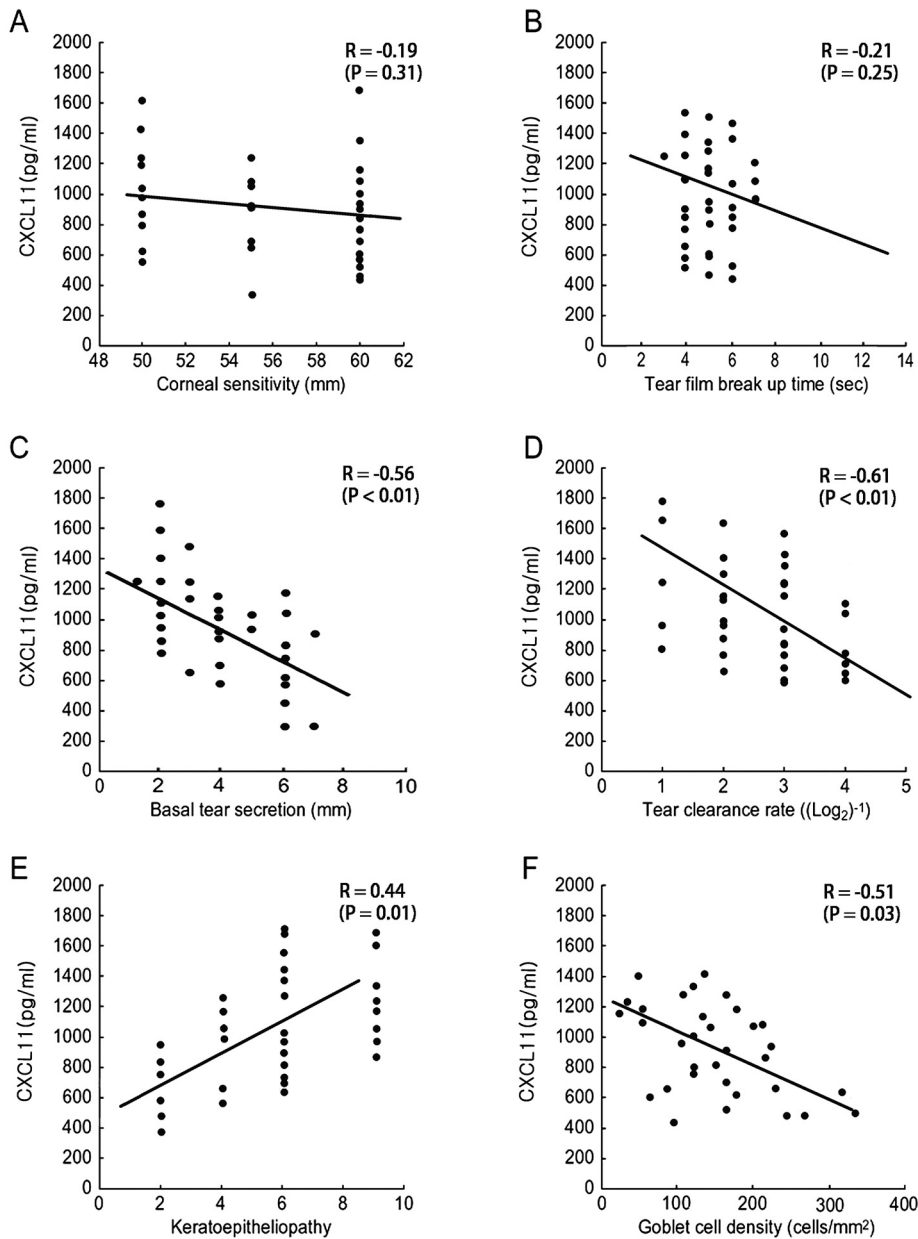 A
R = -0.19
(P = 0.31)
CXCL11(pg/ml)
2000
1800
1600
1400
1200
1000
800
600
400
200
0
48 50 52 54 56 58 60 62
Corneal sensitivity (mm)
B
R = -0.21
(P = 0.25)
CXCL11(pg/ml)
2000
1800
1600
1400
1200
1000
800
600
400
200
0
0 2 4 6 8 10 12 14
Tear film break up time (sec)
C
R = -0.56
(P < 0.01)
CXCL11(pg/ml)
2000
1800
1600
1400
1200
1000
800
600
400
200
0
0 2 4 6 8 10
Basal tear secretion (mm)
D
R = -0.61
(P < 0.01)
CXCL11(pg/ml)
2000
1800
1600
1400
1200
1000
800
600
400
200
0
0 1 2 3 4 5
Tear clearance rate ((Log₂)⁻¹)
E
R = 0.44
(P = 0.01)
CXCL11(pg/ml)
2000
1800
1600
1400
1200
1000
800
600
400
200
0
0 2 4 6 8 10
Keratoepitheliopathy
F
R = -0.51
(P = 0.03)
CXCL11(pg/ml)
2000
1800
1600
1400
1200
1000
800
600
400
200
0
0 100 200 300 400
Goblet cell density (cells/mm²)